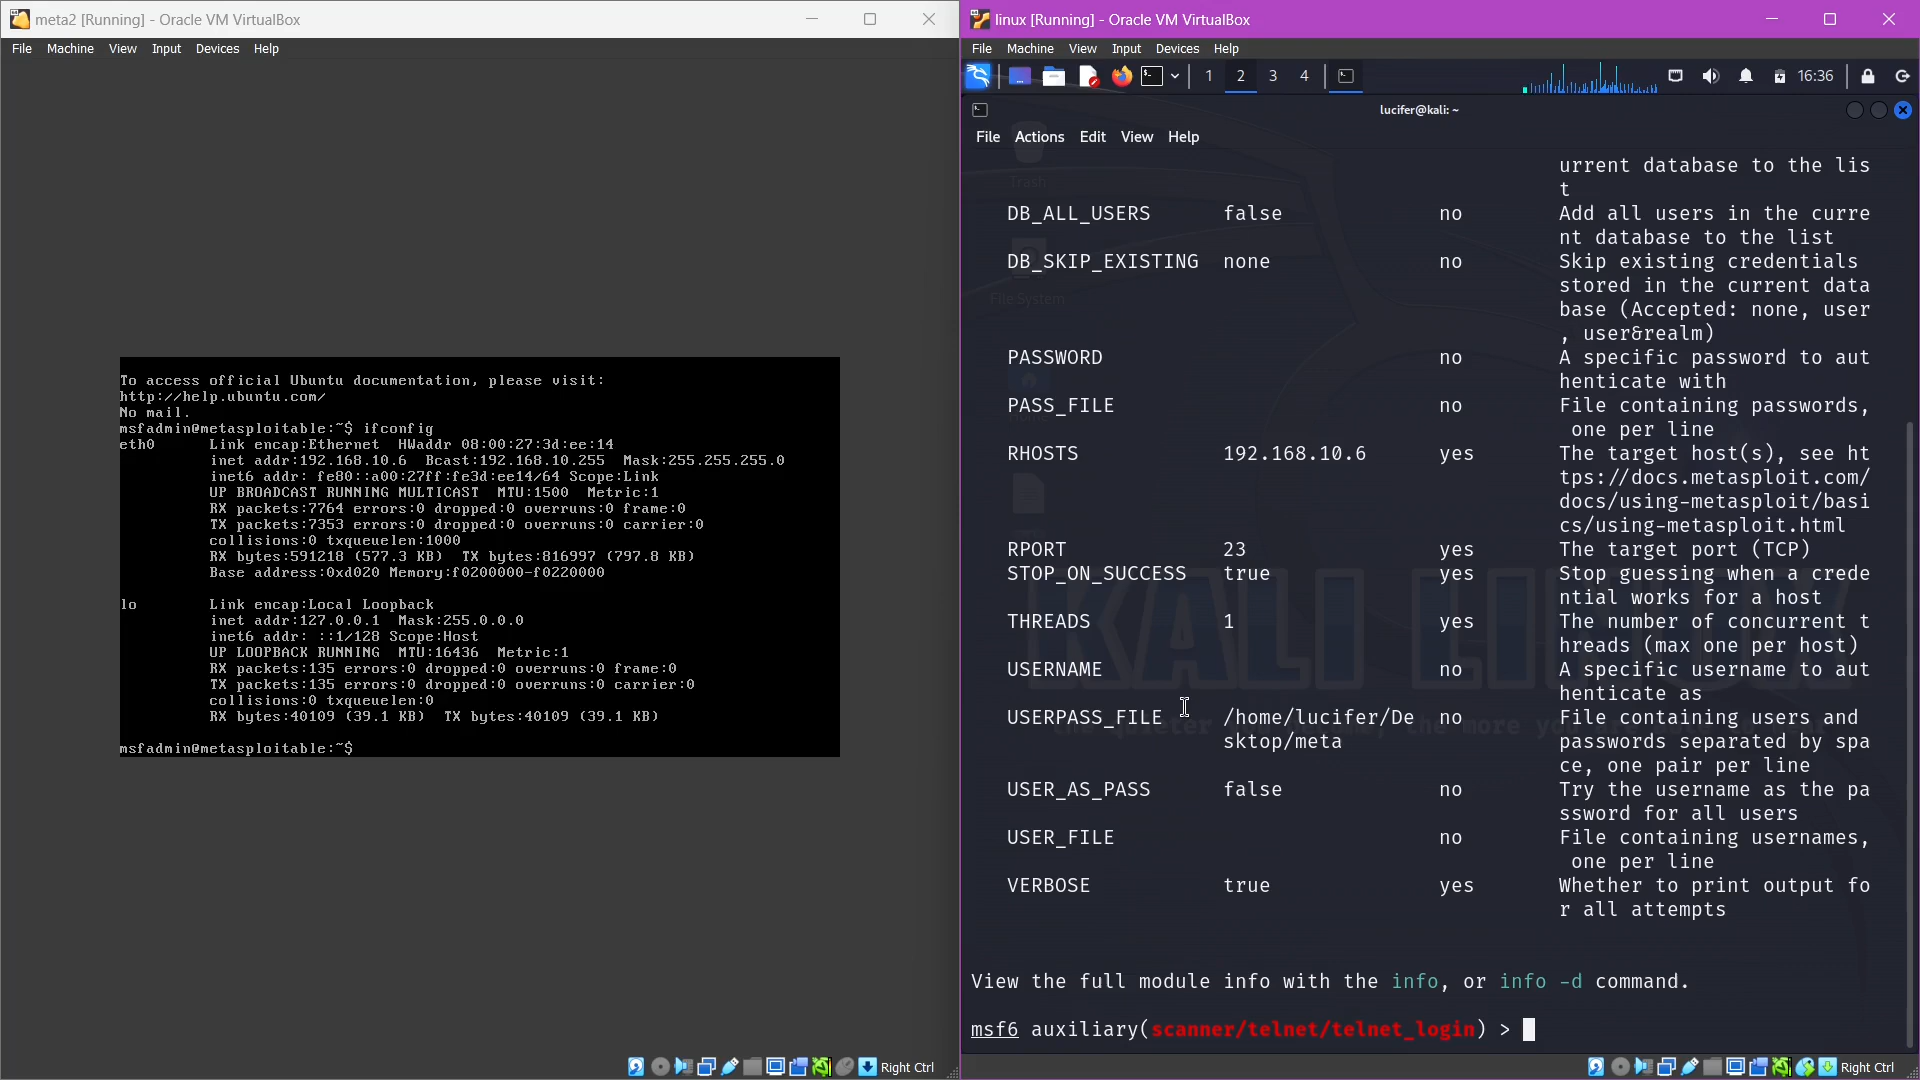 meta2 [Running] - Oracle VM VirtualBox
File Machine View Input Devices Help
To access official Ubuntu documentation, please visit:
http://help.ubuntu.com/
No mail.
msfadmin@metasploitable:~$ ifconfig
eth0 Link encap:Ethernet HWaddr 08:00:27:3d:ee:14
inet addr:192.168.10.6 Bcast:192.168.10.255 Mask:255.255.255.0
inet6 addr: fe80::a00:27ff:fe3d:ee14/64 Scope:Link
UP BROADCAST RUNNING MULTICAST MTU:1500 Metric:1
RX packets:7764 errors:0 dropped:0 overruns:0 frame:0
TX packets:7353 errors:0 dropped:0 overruns:0 carrier:0
collisions:0 txqueuelen:1000
RX bytes:591218 (577.3 KB) TX bytes:816997 (797.8 KB)
Base address:0xd020 Memory:f0200000-f0220000
lo Link encap:Local Loopback
inet addr:127.0.0.1 Mask:255.0.0.0
inet6 addr: ::1/128 Scope:Host
UP LOOPBACK RUNNING MTU:16436 Metric:1
RX packets:135 errors:0 dropped:0 overruns:0 frame:0
TX packets:135 errors:0 dropped:0 overruns:0 carrier:0
collisions:0 txqueuelen:0
RX bytes:40109 (39.1 KB) TX bytes:40109 (39.1 KB)
msfadmin@metasploitable:~$
Right Ctrl
linux [Running] - Oracle VM VirtualBox
File Machine View Input Devices Help
1 2 3 4 16:36
lucifer@kali: ~
File Actions Edit View Help
Trash
File System
urrent database to the lis
t
DB_ALL_USERS false no Add all users in the curre
nt database to the list
DB_SKIP_EXISTING none no Skip existing credentials
stored in the current data
base (Accepted: none, user
, user&realm)
PASSWORD no A specific password to aut
henticate with
PASS_FILE no File containing passwords,
one per line
RHOSTS 192.168.10.6 yes The target host(s), see ht
tps://docs.metasploit.com/
docs/using-metasploit/basi
cs/using-metasploit.html
RPORT 23 yes The target port (TCP)
STOP_ON_SUCCESS true yes Stop guessing when a crede
ntial works for a host
THREADS 1 yes The number of concurrent t
hreads (max one per host)
USERNAME no A specific username to aut
henticate as
USERPASS_FILE /home/lucifer/De no File containing users and
sktop/meta passwords separated by spa
ce, one pair per line
USER_AS_PASS false no Try the username as the pa
ssword for all users
USER_FILE no File containing usernames,
one per line
VERBOSE true yes Whether to print output fo
r all attempts
KALI LINUX
View the full module info with the info, or info -d command.
msf6 auxiliary(scanner/telnet/telnet_login) >
Right Ctrl